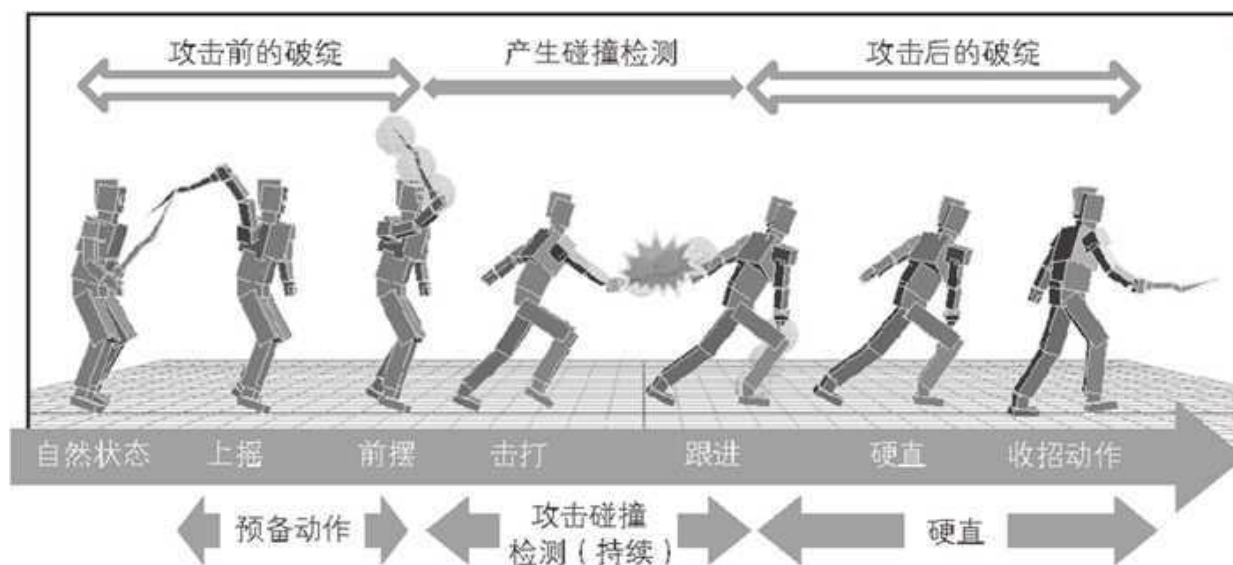 攻击前的破绽
产生碰撞检测
攻击后的破绽
自然状态
上摇
前摆
击打
跟进
硬直
收招动作
预备动作
攻击碰撞
检测（持续）
硬直